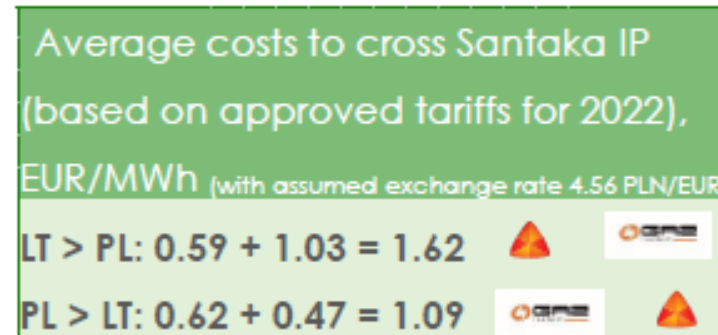 Average costs to cross Santaka IP
(based on approved tariffs for 2022),
EUR/MWh (with assumed exchange rate 4.56 PLN/EUR
LT > PL: 0.59 + 1.03 = 1.62
PL > LT: 0.62 + 0.47 = 1.09